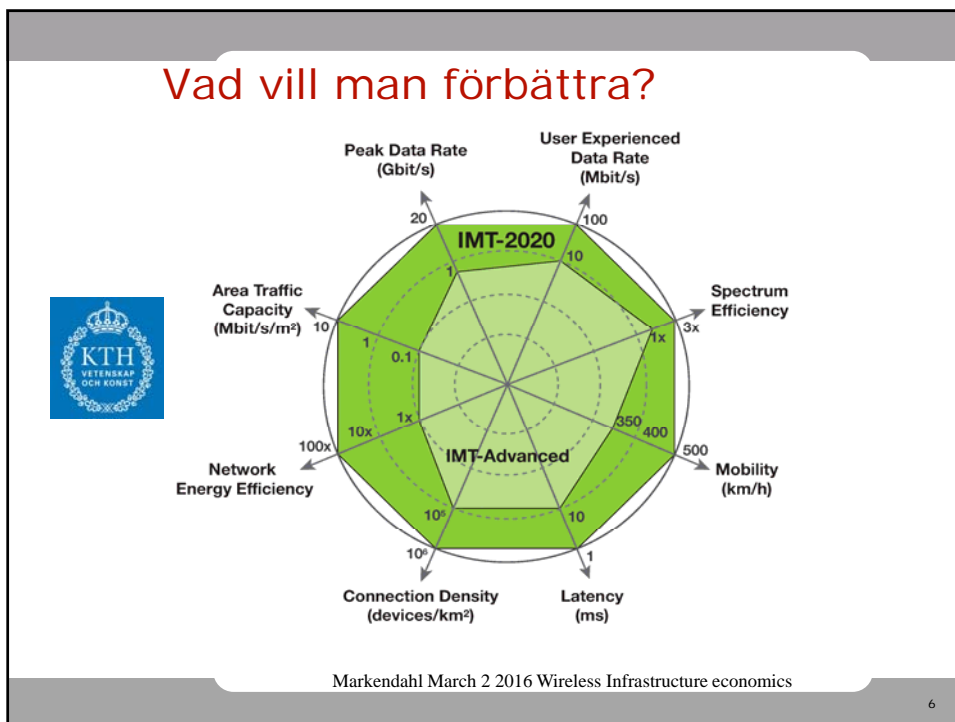 Vad vill man förbättra?
Peak Data Rate
(Gbit/s)
User Experienced
Data Rate
(Mbit/s)
20
100
IMT-2020
1
10
Area Traffic
Capacity
(Mbit/s/m²)
Spectrum
Efficiency
10
1
0.1
1x
3x
KTH
VETENSKAP
OCH KONST
1x
10x
100x
350
400
500
IMT-Advanced
Network
Energy Efficiency
Mobility
(km/h)
10⁵
10
10⁶
1
Connection Density
(devices/km²)
Latency
(ms)
Markendahl March 2 2016 Wireless Infrastructure economics
6